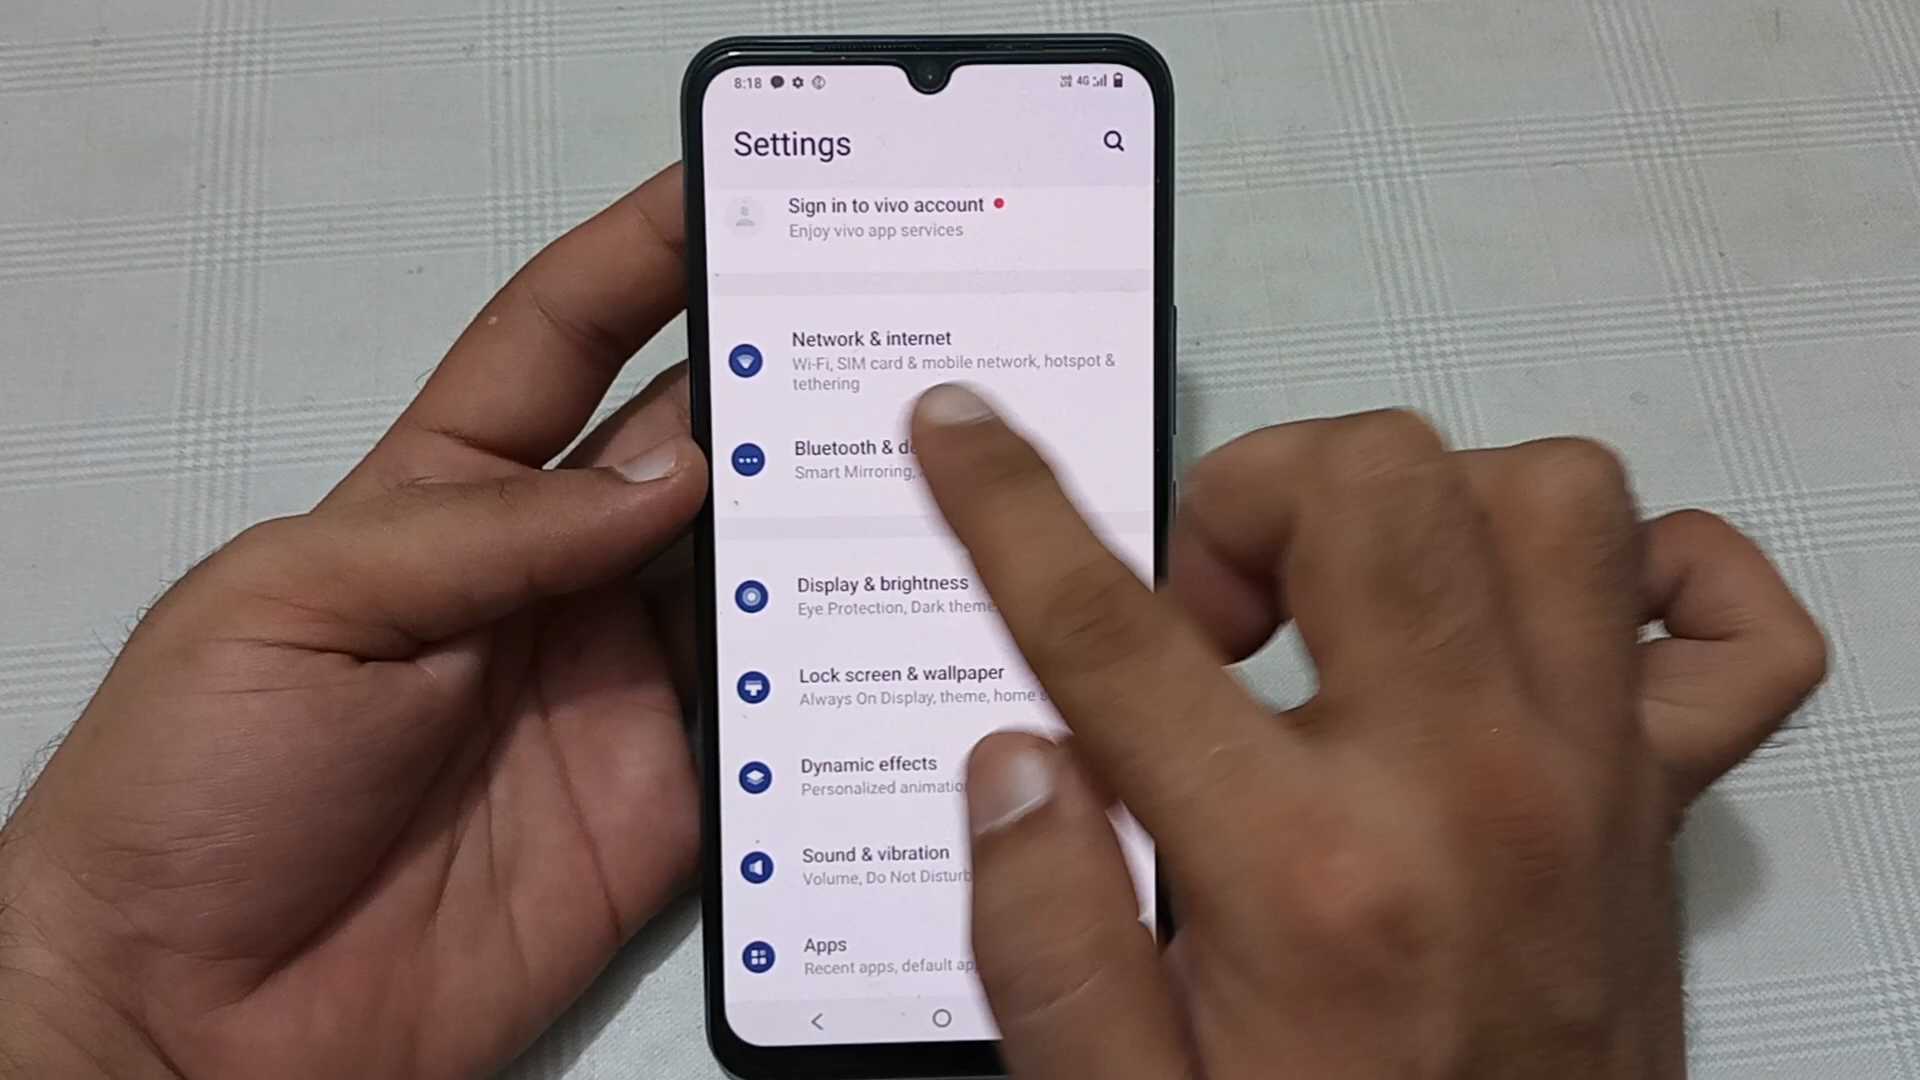 8:18
4G
Settings
Sign in to vivo account
Enjoy vivo app services
Network & internet
Wi-Fi, SIM card & mobile network, hotspot &
tethering
Bluetooth &
Smart Mirroring,
Display & brightness
Eye Protection, Dark theme
Lock screen & wallpaper
Always On Display, theme, home
Dynamic effects
Personalized
Sound & vibration
Volume, Do Not Disturb
Apps
Recent apps, default